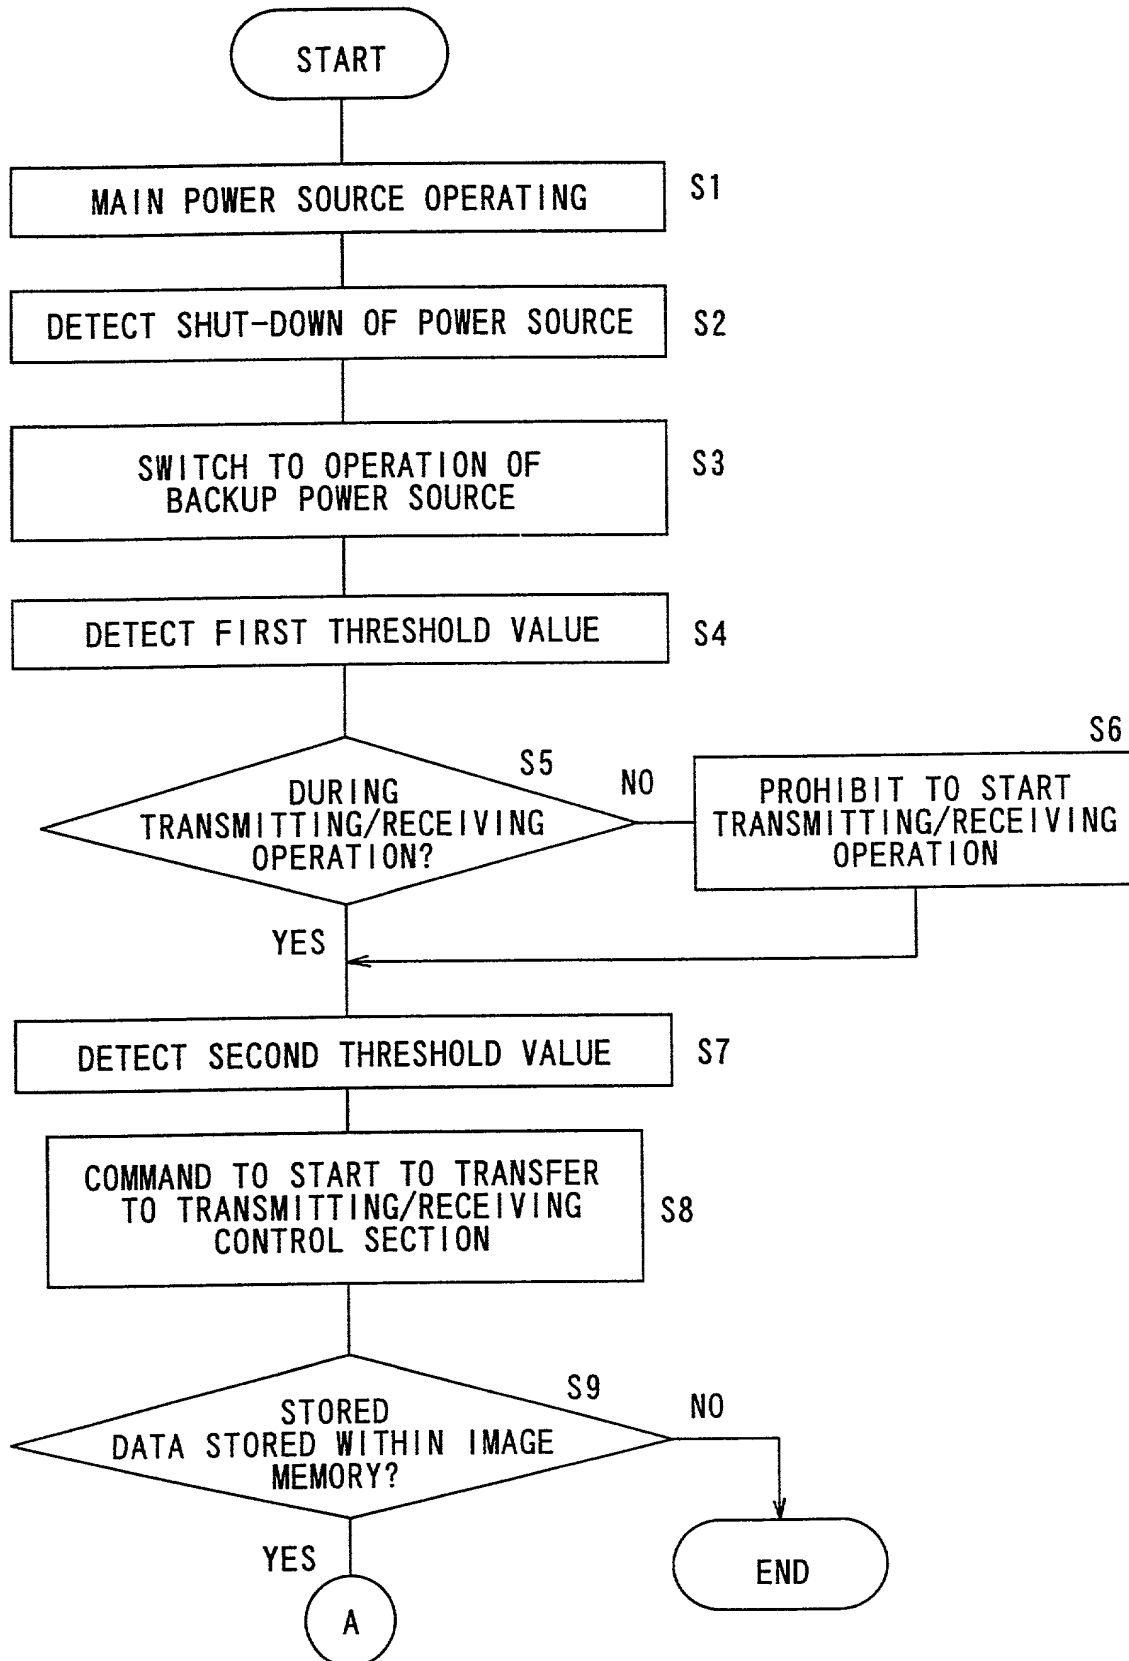 START
MAIN POWER SOURCE OPERATING
S1
DETECT SHUT-DOWN OF POWER SOURCE
S2
SWITCH TO OPERATION OF
BACKUP POWER SOURCE
S3
DETECT FIRST THRESHOLD VALUE
S4
S5
DURING
TRANSMITTING/RECEIVING
OPERATION?
NO
S6
PROHIBIT TO START
TRANSMITTING/RECEIVING
OPERATION
YES
DETECT SECOND THRESHOLD VALUE
S7
COMMAND TO START TO TRANSFER
TO TRANSMITTING/RECEIVING
CONTROL SECTION
S8
S9
STORED
DATA STORED WITHIN IMAGE
MEMORY?
NO
YES
END
A